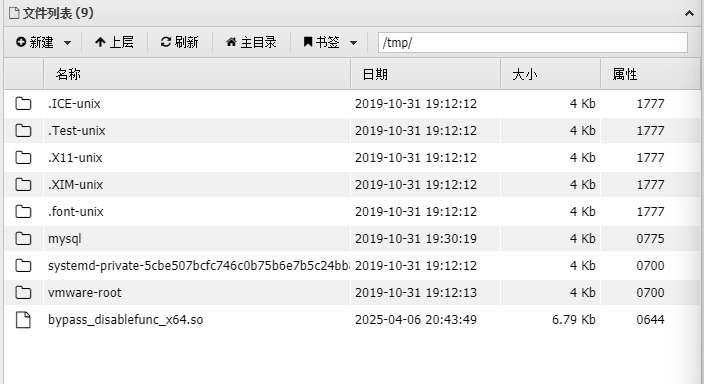 文件列表 (9)
新建 上层 刷新 主目录 书签 /tmp/
名称 日期 大小 属性
.ICE-unix 2019-10-31 19:12:12 4 Kb 1777
.Test-unix 2019-10-31 19:12:12 4 Kb 1777
.X11-unix 2019-10-31 19:12:12 4 Kb 1777
.XIM-unix 2019-10-31 19:12:12 4 Kb 1777
.font-unix 2019-10-31 19:12:12 4 Kb 1777
mysql 2019-10-31 19:30:19 4 Kb 0775
systemd-private-5cbe507bcfc746c0b75b6e7b5c24bb 2019-10-31 19:12:12 4 Kb 0700
vmware-root 2019-10-31 19:12:13 4 Kb 0700
bypass_disablefunc_x64.so 2025-04-06 20:43:49 6.79 Kb 0644